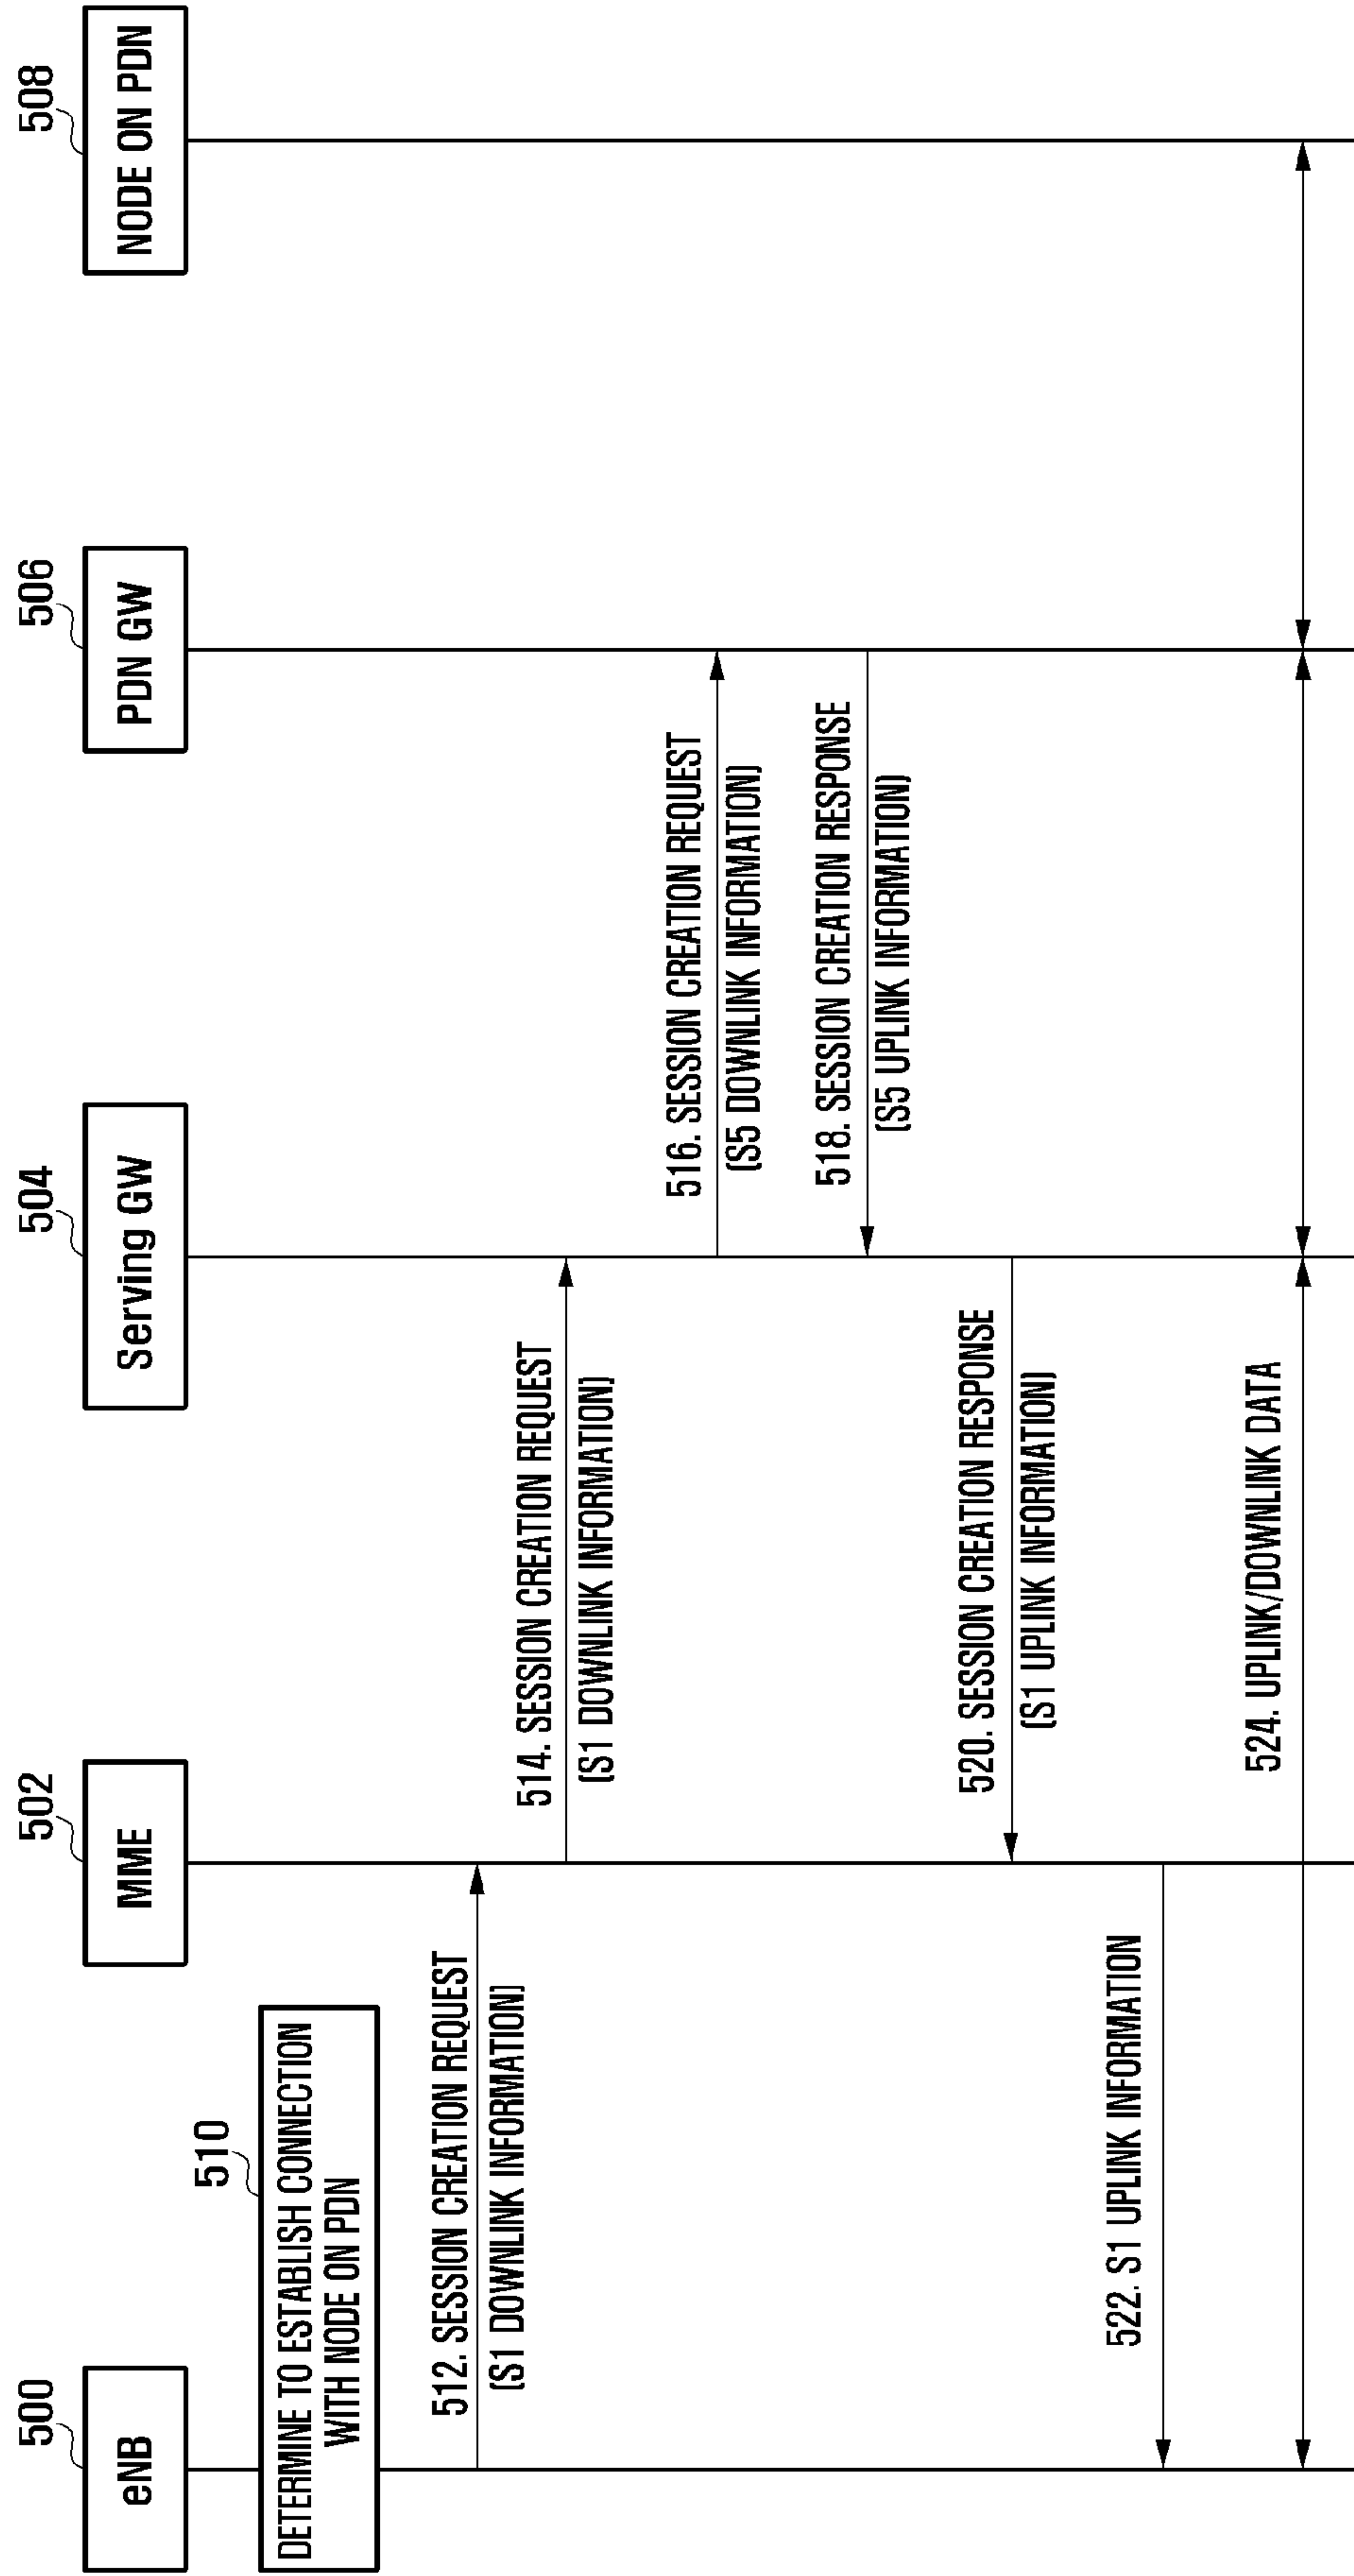 500
eNB
502
MME
504
Serving GW
506
PDN GW
508
NODE ON PDN
510
DETERMINE TO ESTABLISH CONNECTION
WITH NODE ON PDN
512. SESSION CREATION REQUEST
(S1 DOWNLINK INFORMATION)
514. SESSION CREATION REQUEST
(S1 DOWNLINK INFORMATION)
516. SESSION CREATION REQUEST
(S5 DOWNLINK INFORMATION)
518. SESSION CREATION RESPONSE
(S5 UPLINK INFORMATION)
520. SESSION CREATION RESPONSE
(S1 UPLINK INFORMATION)
522. S1 UPLINK INFORMATION
524. UPLINK/DOWNLINK DATA